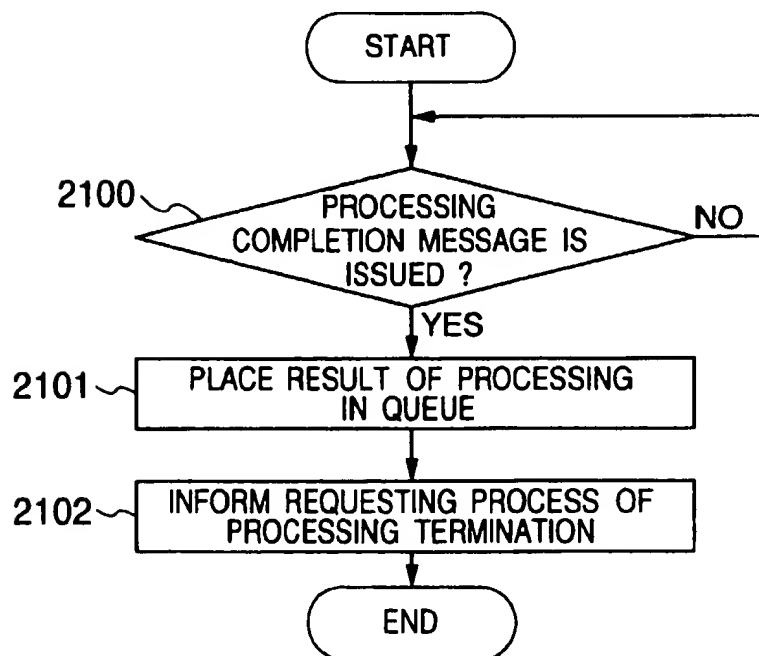 START
2100
PROCESSING
COMPLETION MESSAGE IS
ISSUED ?
NO
YES
2101
PLACE RESULT OF PROCESSING
IN QUEUE
2102
INFORM REQUESTING PROCESS OF
PROCESSING TERMINATION
END